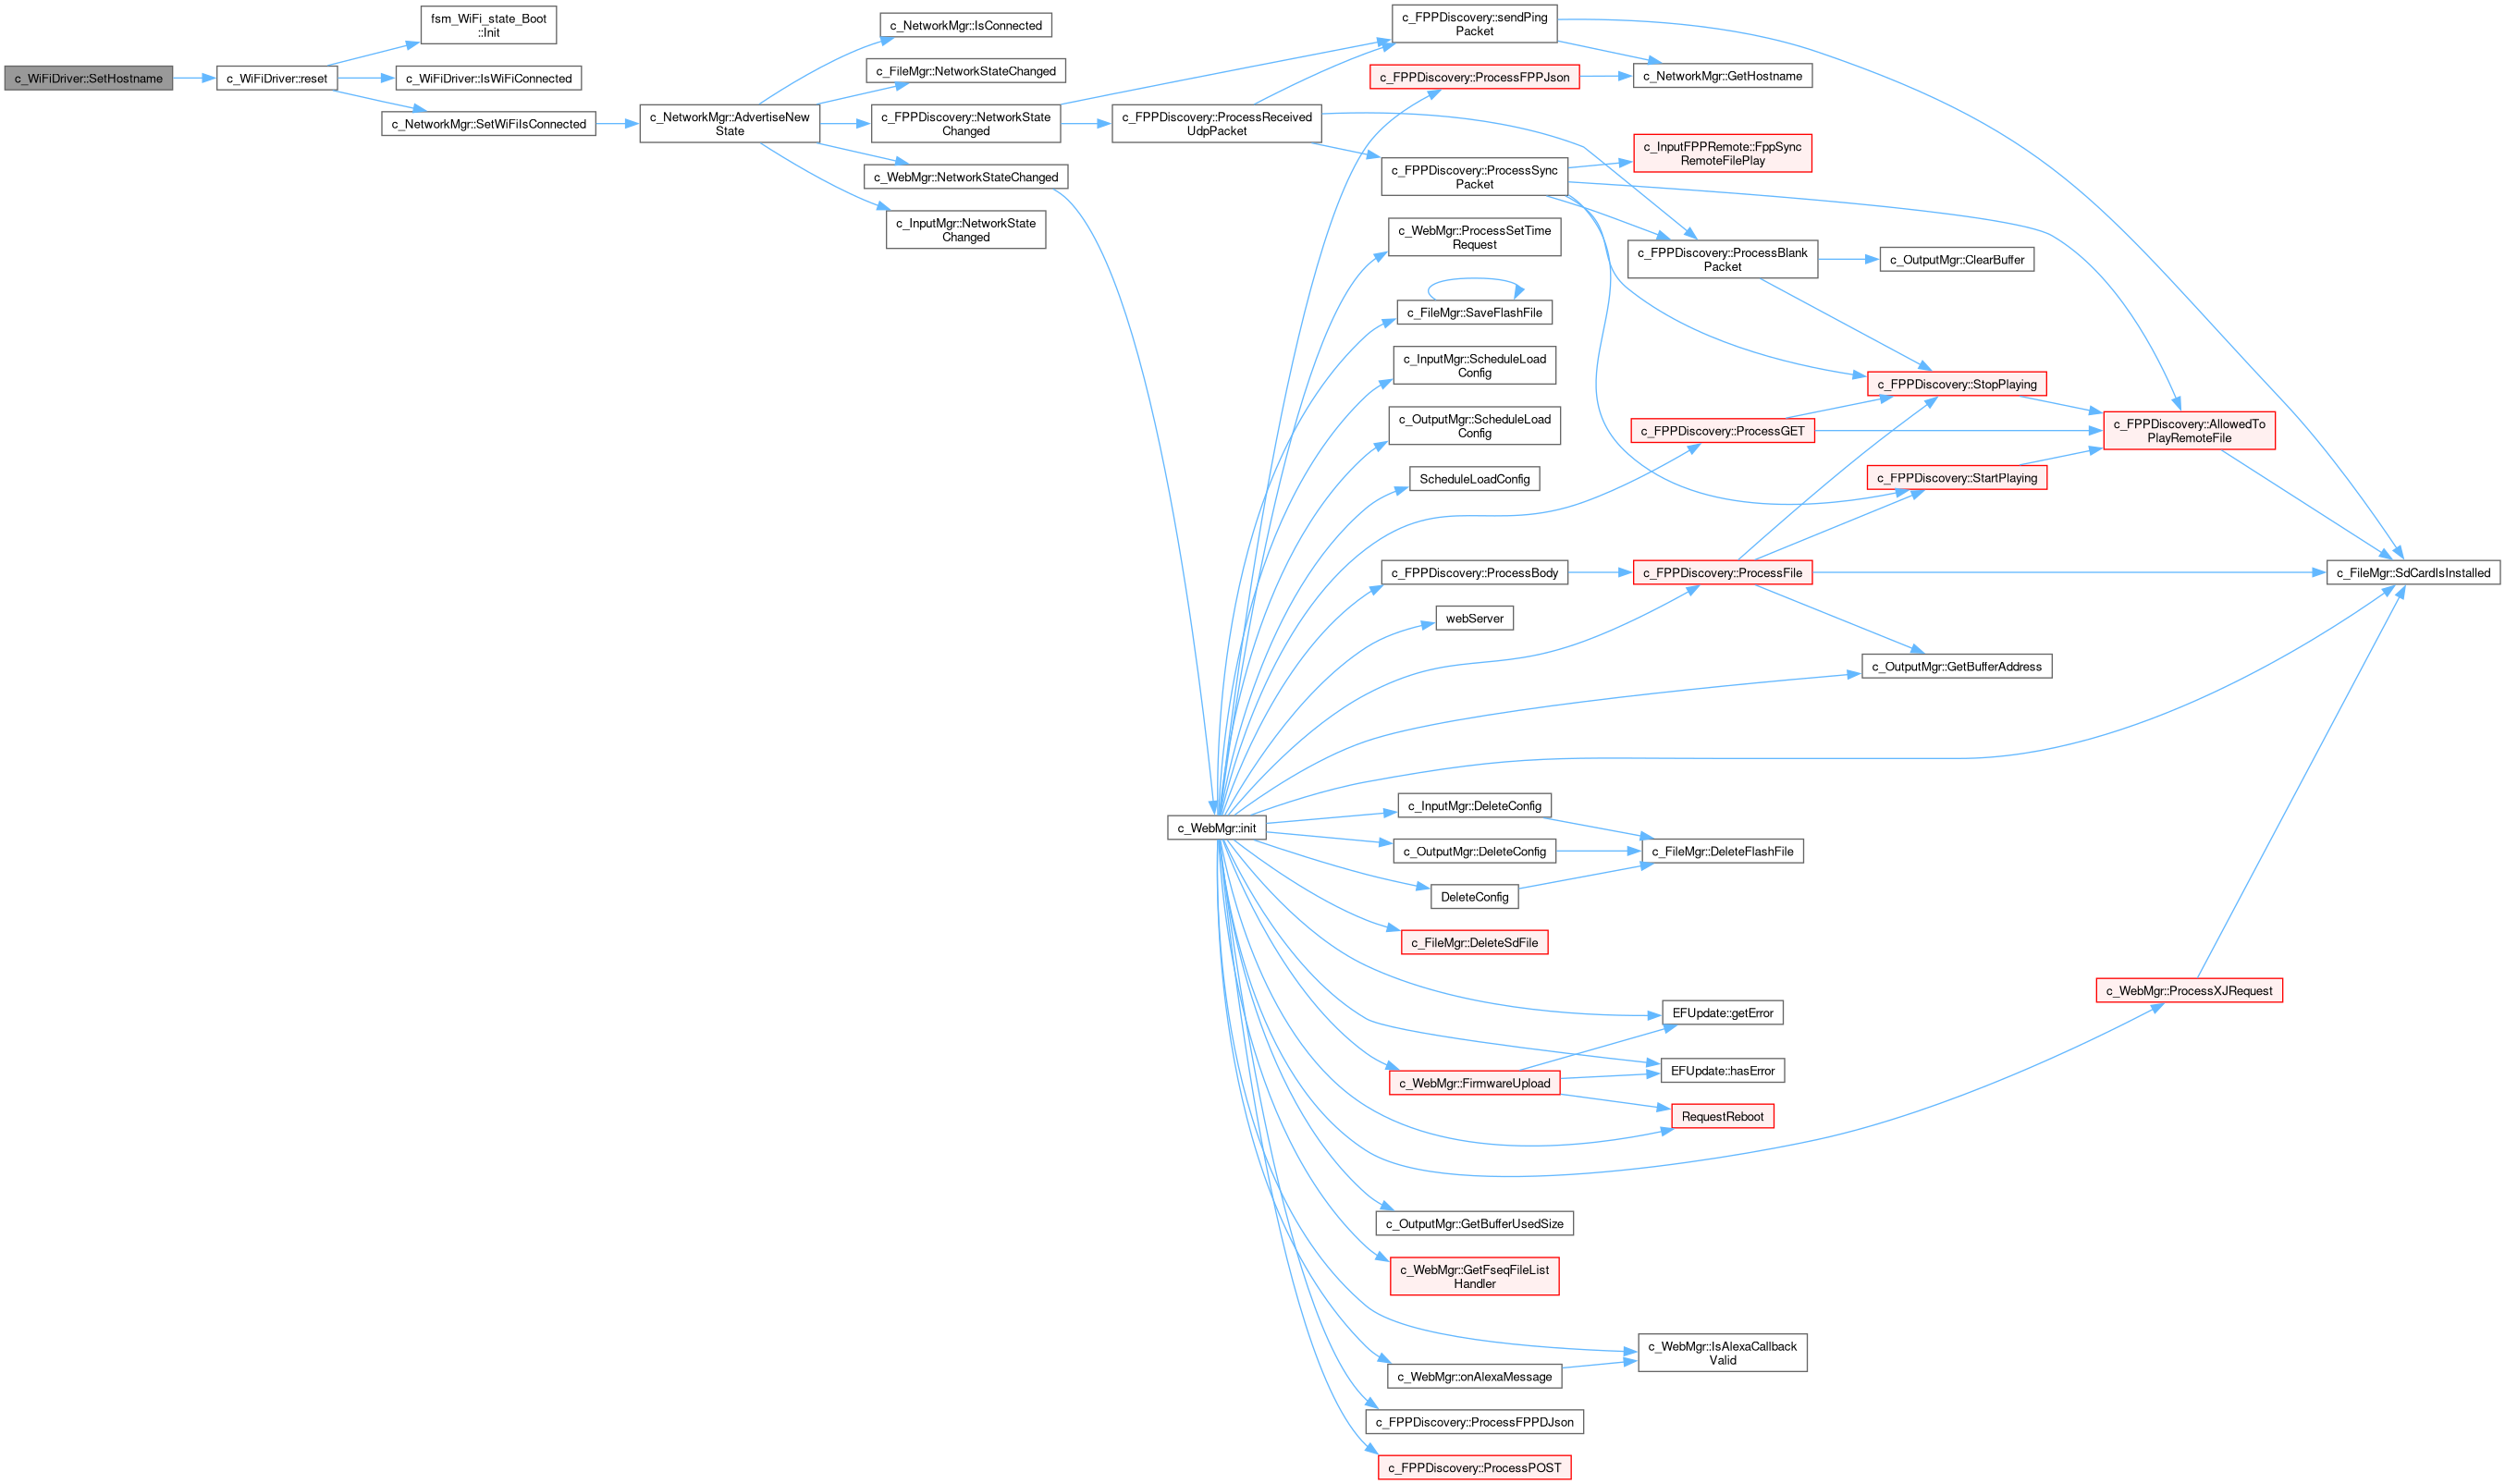 c_WiFiDriver::SetHostname
c_WiFiDriver::reset
fsm_WiFi_state_Boot
::Init
c_WiFiDriver::IsWiFiConnected
c_NetworkMgr::SetWiFiIsConnected
c_NetworkMgr::AdvertiseNew
State
c_NetworkMgr::IsConnected
c_FileMgr::NetworkStateChanged
c_FPPDiscovery::NetworkState
Changed
c_WebMgr::NetworkStateChanged
c_InputMgr::NetworkState
Changed
c_FPPDiscovery::ProcessReceived
UdpPacket
c_WebMgr::init
c_FPPDiscovery::sendPing
Packet
c_FPPDiscovery::ProcessFPPJson
c_FPPDiscovery::ProcessSync
Packet
c_WebMgr::ProcessSetTime
Request
c_FileMgr::SaveFlashFile
c_InputMgr::ScheduleLoad
Config
c_OutputMgr::ScheduleLoad
Config
ScheduleLoadConfig
c_FPPDiscovery::ProcessBody
webServer
c_InputMgr::DeleteConfig
c_OutputMgr::DeleteConfig
DeleteConfig
c_FileMgr::DeleteSdFile
c_WebMgr::FirmwareUpload
c_OutputMgr::GetBufferUsedSize
c_WebMgr::GetFseqFileList
Handler
c_WebMgr::onAlexaMessage
c_FPPDiscovery::ProcessFPPDJson
c_FPPDiscovery::ProcessPOST
c_NetworkMgr::GetHostname
c_InputFPPRemote::FppSync
RemoteFilePlay
c_FPPDiscovery::ProcessBlank
Packet
c_FPPDiscovery::ProcessGET
c_FPPDiscovery::ProcessFile
c_FileMgr::DeleteFlashFile
EFUpdate::getError
EFUpdate::hasError
RequestReboot
c_WebMgr::IsAlexaCallback
Valid
c_OutputMgr::ClearBuffer
c_FPPDiscovery::StopPlaying
c_FPPDiscovery::StartPlaying
c_OutputMgr::GetBufferAddress
c_FPPDiscovery::AllowedTo
PlayRemoteFile
c_WebMgr::ProcessXJRequest
c_FileMgr::SdCardIsInstalled